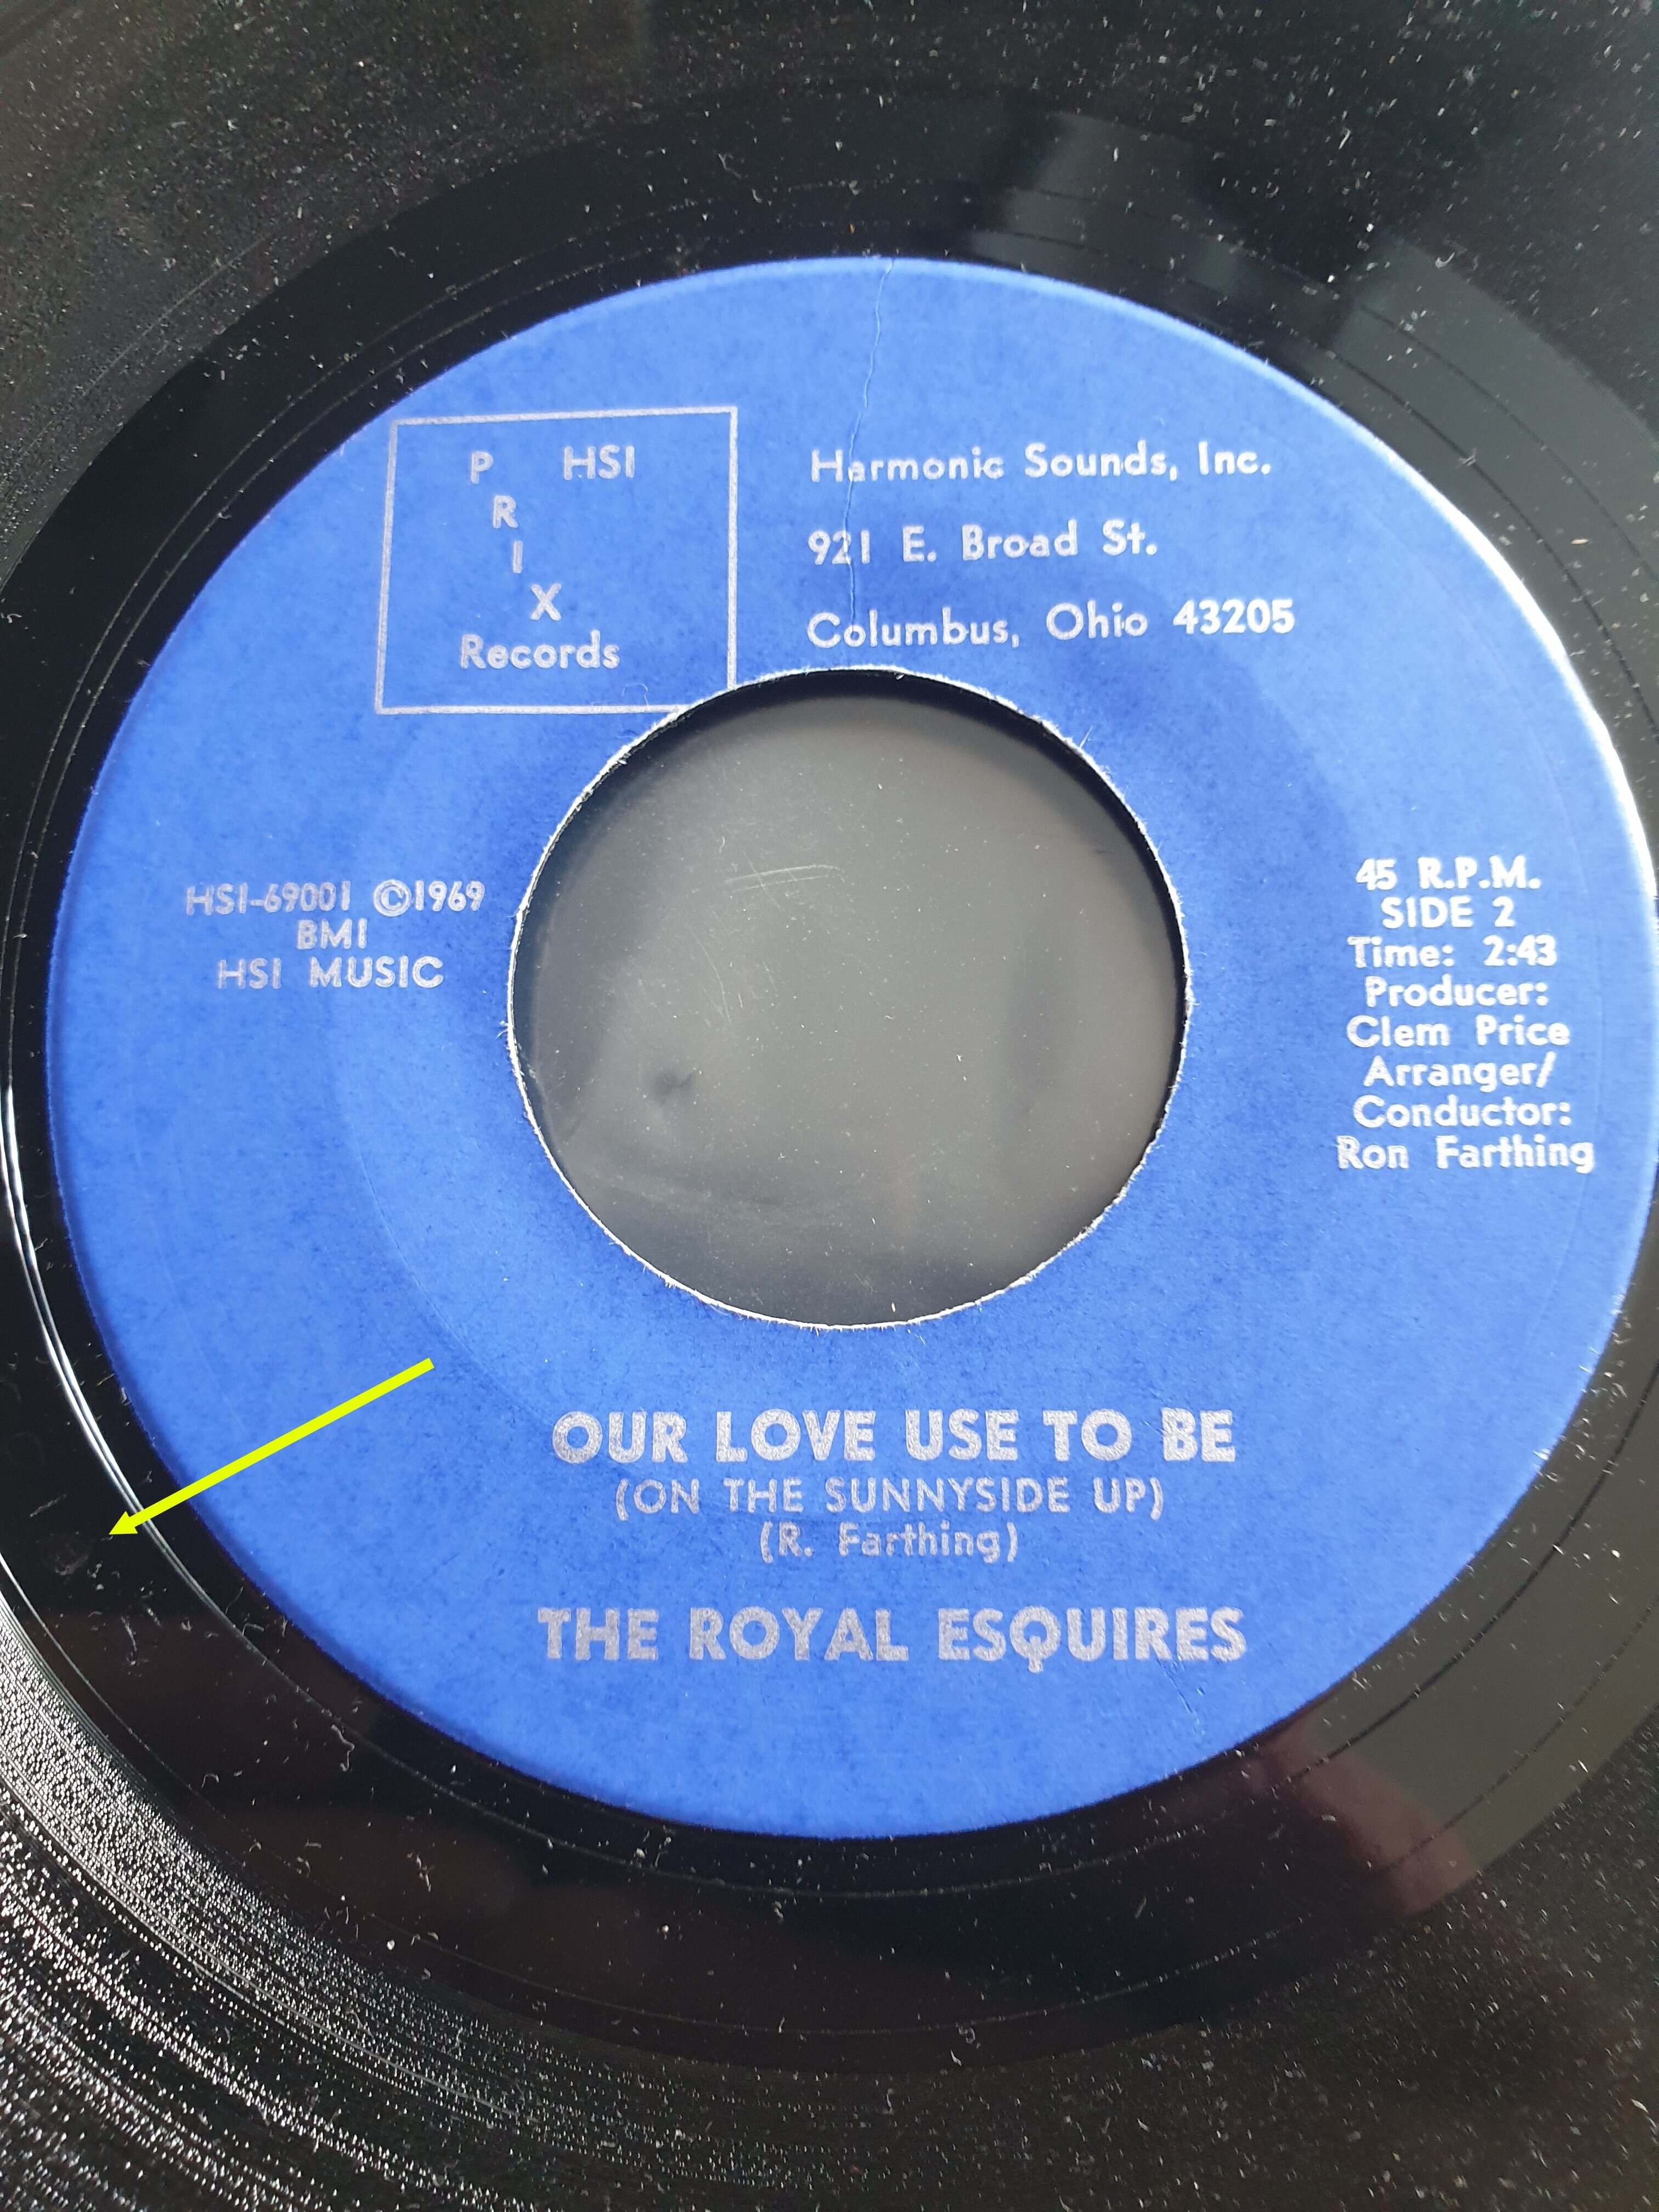 P HSI
R
I
X
Records
Harmonic Sounds, Inc.
921 E. Broad St.
Columbus, Ohio 43205
HSI-69001 ©1969
BMI
HSI MUSIC
45 R.P.M.
SIDE 2
Time: 2:43
Producer:
Clem Price
Arranger/
Conductor:
Ron Farthing
OUR LOVE USE TO BE
(ON THE SUNNYSIDE UP)
(R. Farthing)
THE ROYAL ESQUIRES